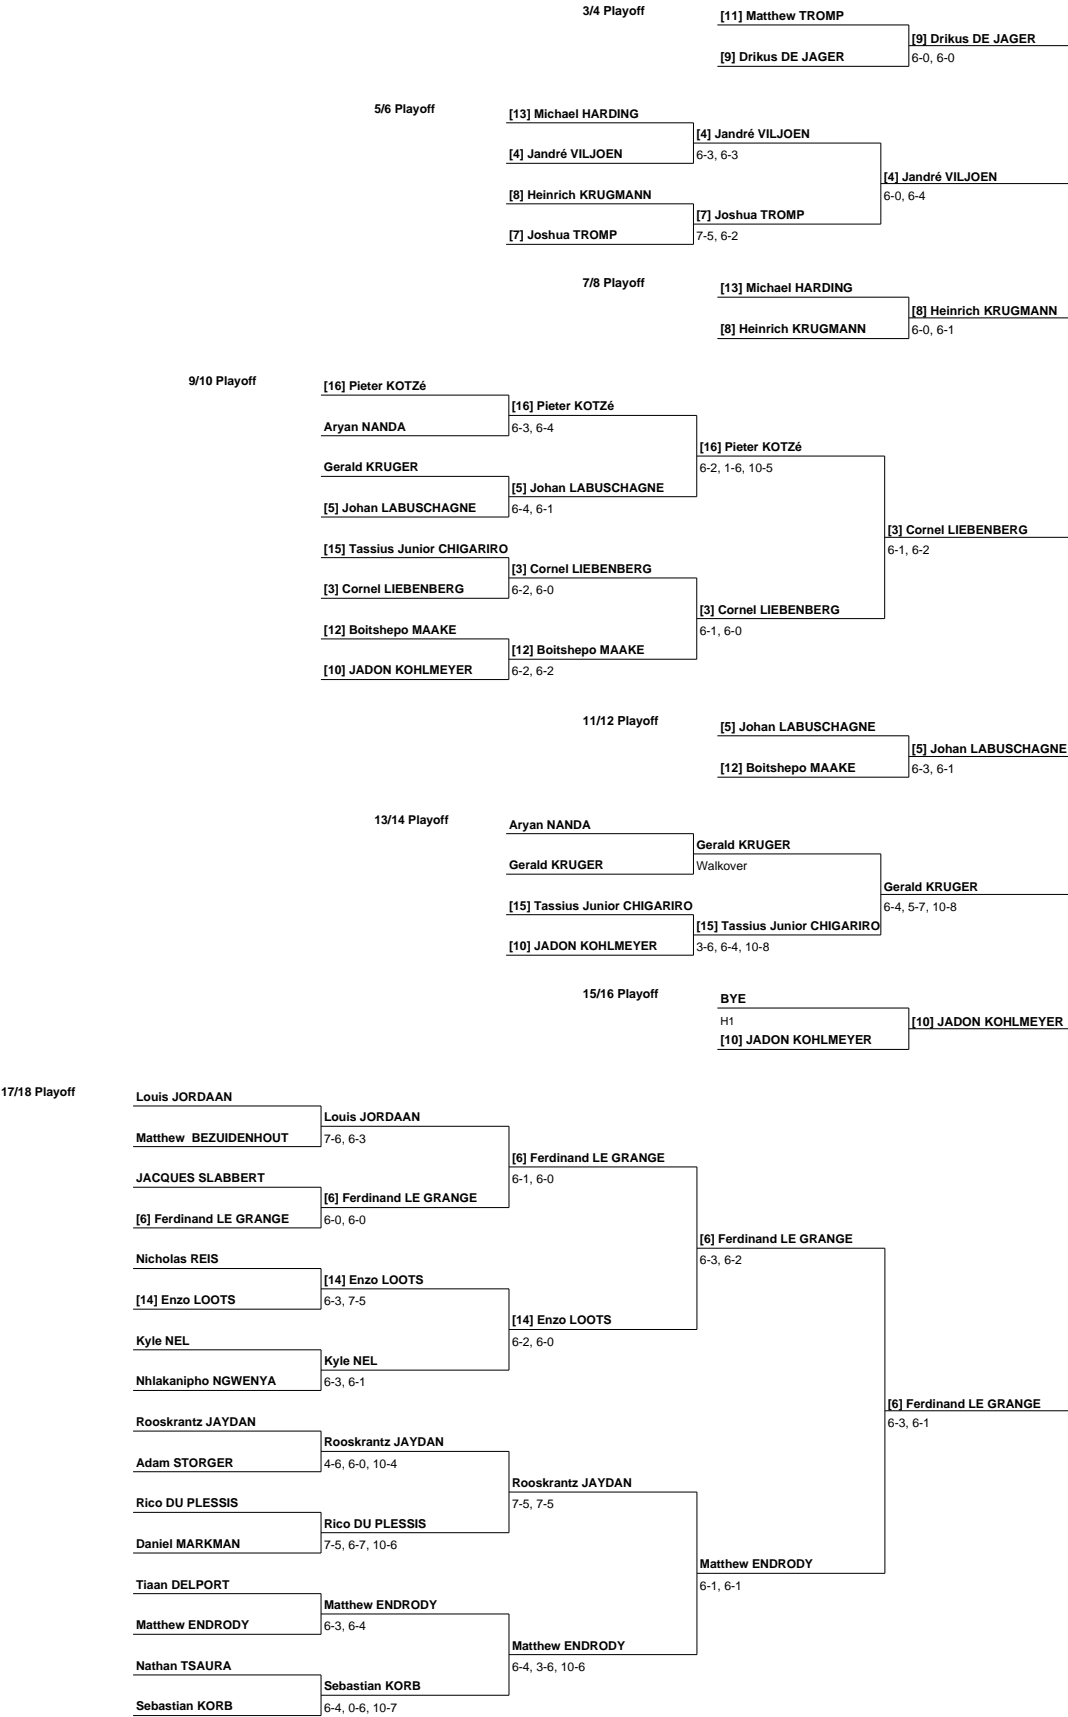 3/4 Playoff
[11] Matthew TROMP
[9] Drikus DE JAGER
[9] Drikus DE JAGER
6-0, 6-0
5/6 Playoff
[13] Michael HARDING
[4] Jandré VILJOEN
[4] Jandré VILJOEN
6-3, 6-3
[4] Jandré VILJOEN
6-0, 6-4
[8] Heinrich KRUGMANN
[7] Joshua TROMP
[7] Joshua TROMP
7-5, 6-2
7/8 Playoff
[13] Michael HARDING
[8] Heinrich KRUGMANN
[8] Heinrich KRUGMANN
6-0, 6-1
9/10 Playoff
[16] Pieter KOTZé
[16] Pieter KOTZé
Aryan NANDA
6-3, 6-4
[16] Pieter KOTZé
6-2, 1-6, 10-5
Gerald KRUGER
[5] Johan LABUSCHAGNE
[5] Johan LABUSCHAGNE
6-4, 6-1
[3] Cornel LIEBENBERG
6-1, 6-2
[15] Tassius Junior CHIGARIRO
[3] Cornel LIEBENBERG
[3] Cornel LIEBENBERG
6-2, 6-0
[3] Cornel LIEBENBERG
6-1, 6-0
[12] Boitshepo MAAKE
[12] Boitshepo MAAKE
[10] JADON KOHLMEYER
6-2, 6-2
11/12 Playoff
[5] Johan LABUSCHAGNE
[5] Johan LABUSCHAGNE
[12] Boitshepo MAAKE
6-3, 6-1
13/14 Playoff
Aryan NANDA
Gerald KRUGER
Gerald KRUGER
Walkover
Gerald KRUGER
6-4, 5-7, 10-8
[15] Tassius Junior CHIGARIRO
[15] Tassius Junior CHIGARIRO
[10] JADON KOHLMEYER
3-6, 6-4, 10-8
15/16 Playoff
BYE
H1
[10] JADON KOHLMEYER
[10] JADON KOHLMEYER
17/18 Playoff
Louis JORDAAN
Louis JORDAAN
Matthew  BEZUIDENHOUT
7-6, 6-3
[6] Ferdinand LE GRANGE
6-1, 6-0
JACQUES SLABBERT
[6] Ferdinand LE GRANGE
[6] Ferdinand LE GRANGE
6-0, 6-0
[6] Ferdinand LE GRANGE
6-3, 6-2
Nicholas REIS
[14] Enzo LOOTS
[14] Enzo LOOTS
6-3, 7-5
[14] Enzo LOOTS
6-2, 6-0
Kyle NEL
Kyle NEL
Nhlakanipho NGWENYA
6-3, 6-1
[6] Ferdinand LE GRANGE
6-3, 6-1
Rooskrantz JAYDAN
Rooskrantz JAYDAN
Adam STORGER
4-6, 6-0, 10-4
Rooskrantz JAYDAN
7-5, 7-5
Rico DU PLESSIS
Rico DU PLESSIS
Daniel MARKMAN
7-5, 6-7, 10-6
Matthew ENDRODY
6-1, 6-1
Tiaan DELPORT
Matthew ENDRODY
Matthew ENDRODY
6-3, 6-4
Matthew ENDRODY
6-4, 3-6, 10-6
Nathan TSAURA
Sebastian KORB
Sebastian KORB
6-4, 0-6, 10-7